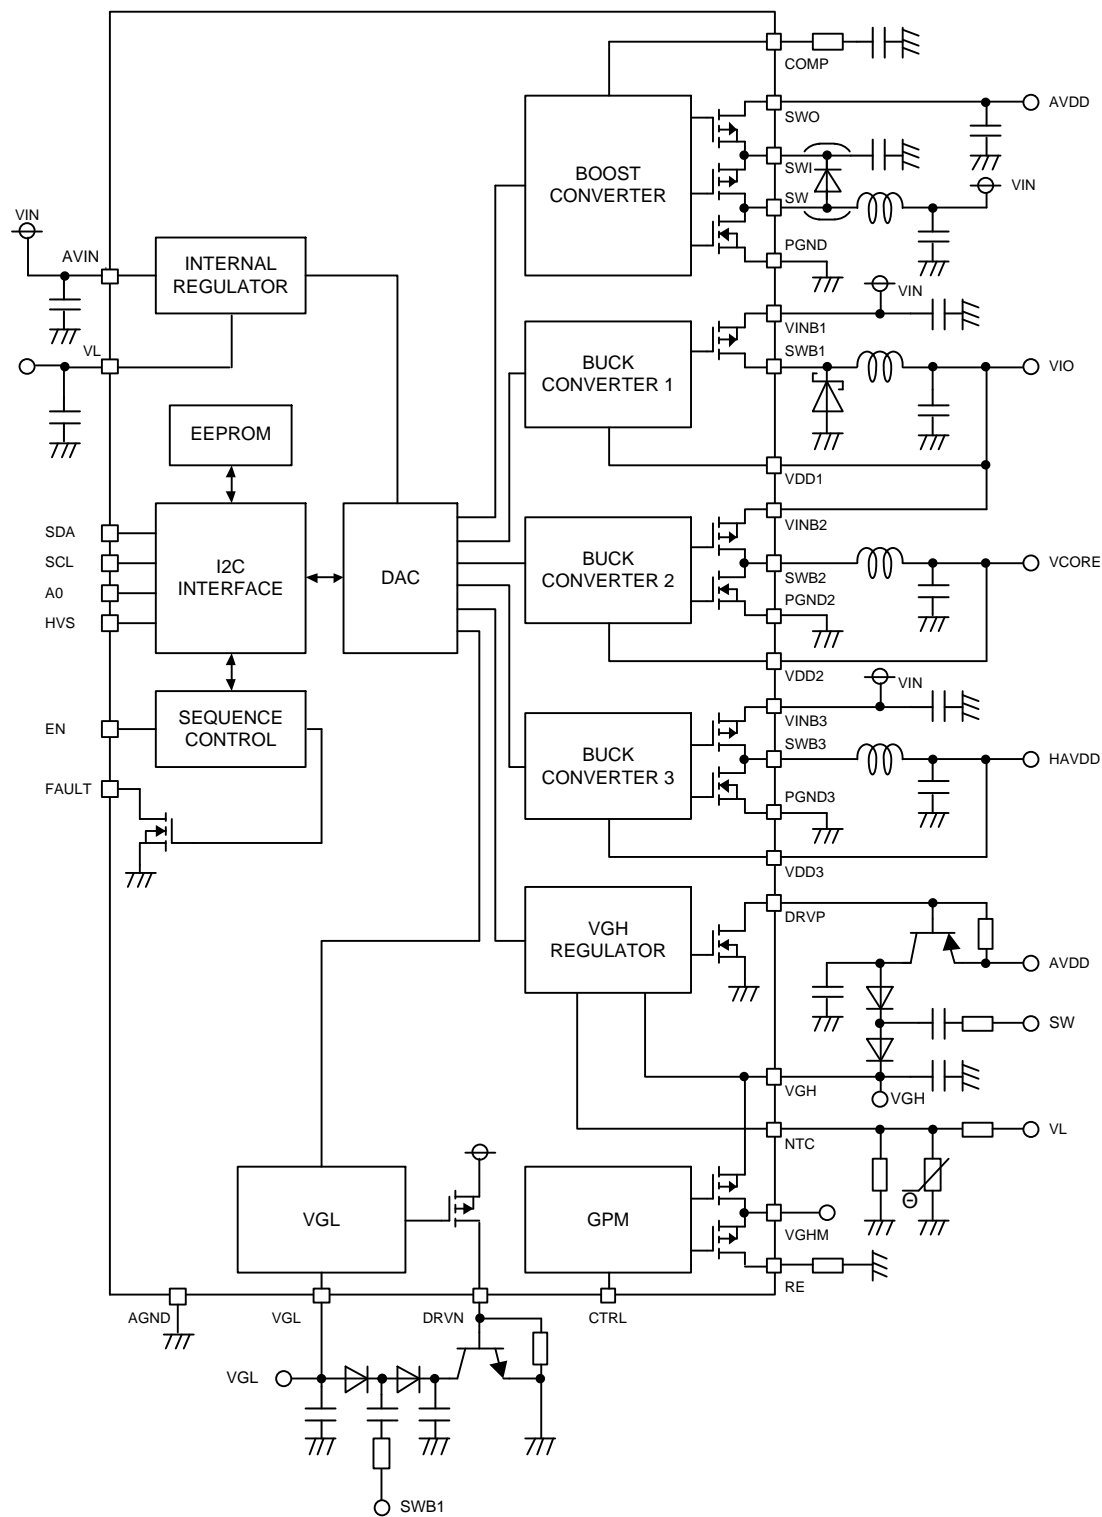 COMP
SWO
AVDD
BOOST
CONVERTER
SWI
SW
VIN
PGND
VIN
AVIN
INTERNAL
REGULATOR
VL
VIN
VINB1
SWB1
BUCK
CONVERTER 1
VIO
VDD1
EEPROM
SDA
SCL
A0
HVS
I2C
INTERFACE
DAC
VINB2
BUCK
CONVERTER 2
SWB2
VCORE
PGND2
VDD2
VIN
EN
SEQUENCE
CONTROL
FAULT
VINB3
SWB3
BUCK
CONVERTER 3
HAVDD
PGND3
VDD3
VGH
REGULATOR
DRVP
AVDD
SW
VGH
VGH
NTC
VL
Θ
VGL
GPM
VGHM
RE
AGND
VGL
DRVN
CTRL
VGL
SWB1